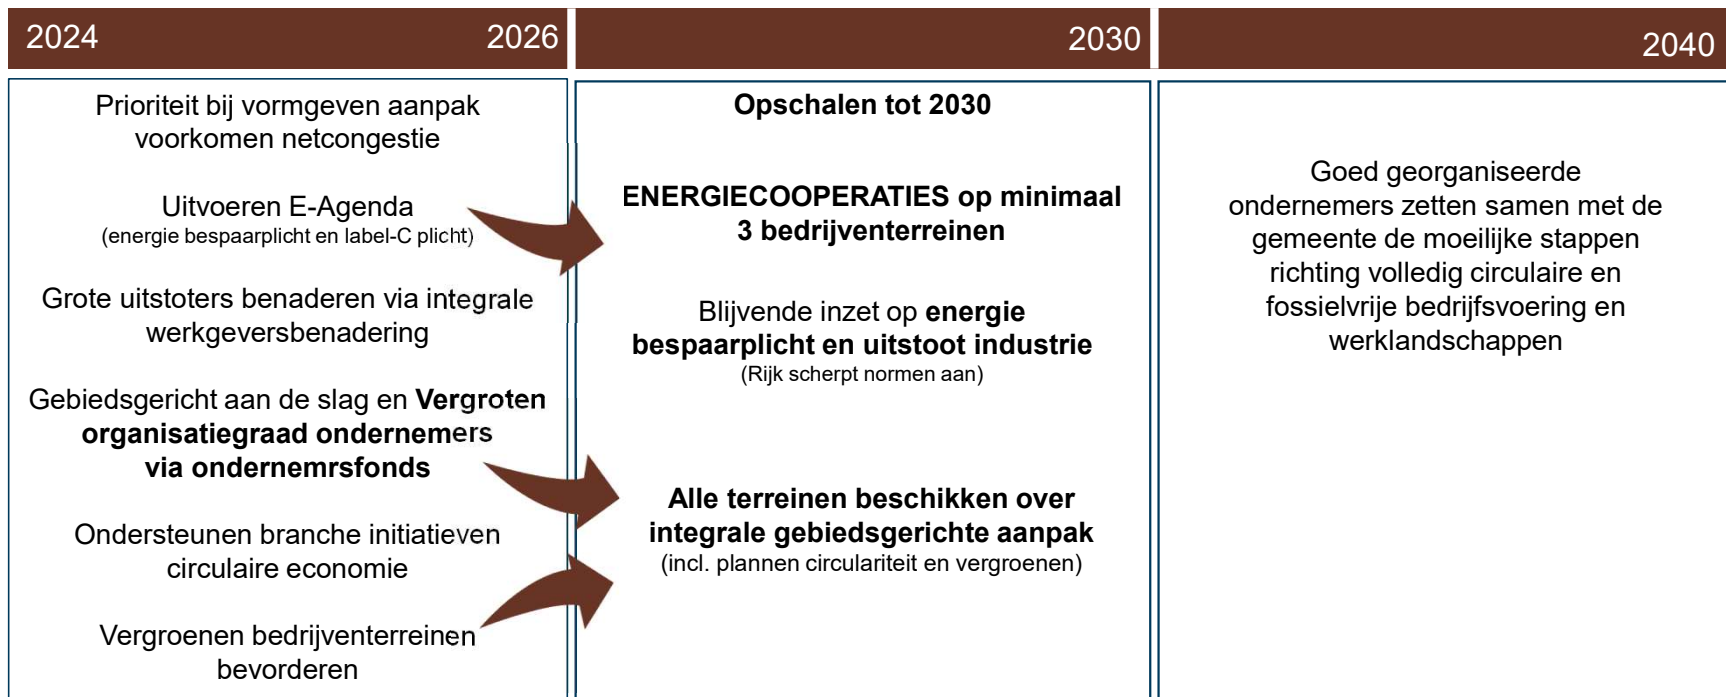 2024
2026
2030
2040
Prioriteit bij vormgeven aanpak
voorkomen netcongestie
Uitvoeren E-Agenda
(energie bespaarplicht en label-C plicht)
Grote uitstoters benaderen via integrale
werkgeversbenadering
Gebiedsgericht aan de slag en Vergroten
organisatiegraad ondernemers
via ondernemrsfonds
Ondersteunen branche initiatieven
circulaire economie
Vergroenen bedrijventerreinen
bevorderen
Opschalen tot 2030
ENERGIECOOPERATIES op minimaal
3 bedrijventerreinen
Blijvende inzet op energie
bespaarplicht en uitstoot industrie
(Rijk scherpt normen aan)
Alle terreinen beschikken over
integrale gebiedsgerichte aanpak
(incl. plannen circulariteit en vergroenen)
Goed georganiseerde
ondernemers zetten samen met de
gemeente de moeilijke stappen
richting volledig circulaire en
fossielvrije bedrijfsvoering en
werklandschappen